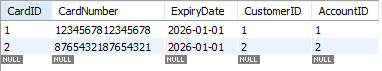 CardID CardNumber ExpiryDate CustomerID AccountID
1 1234567812345678 2026-01-01 1 1
2 8765432187654321 2026-01-01 2 2
NULL NULL NULL NULL NULL